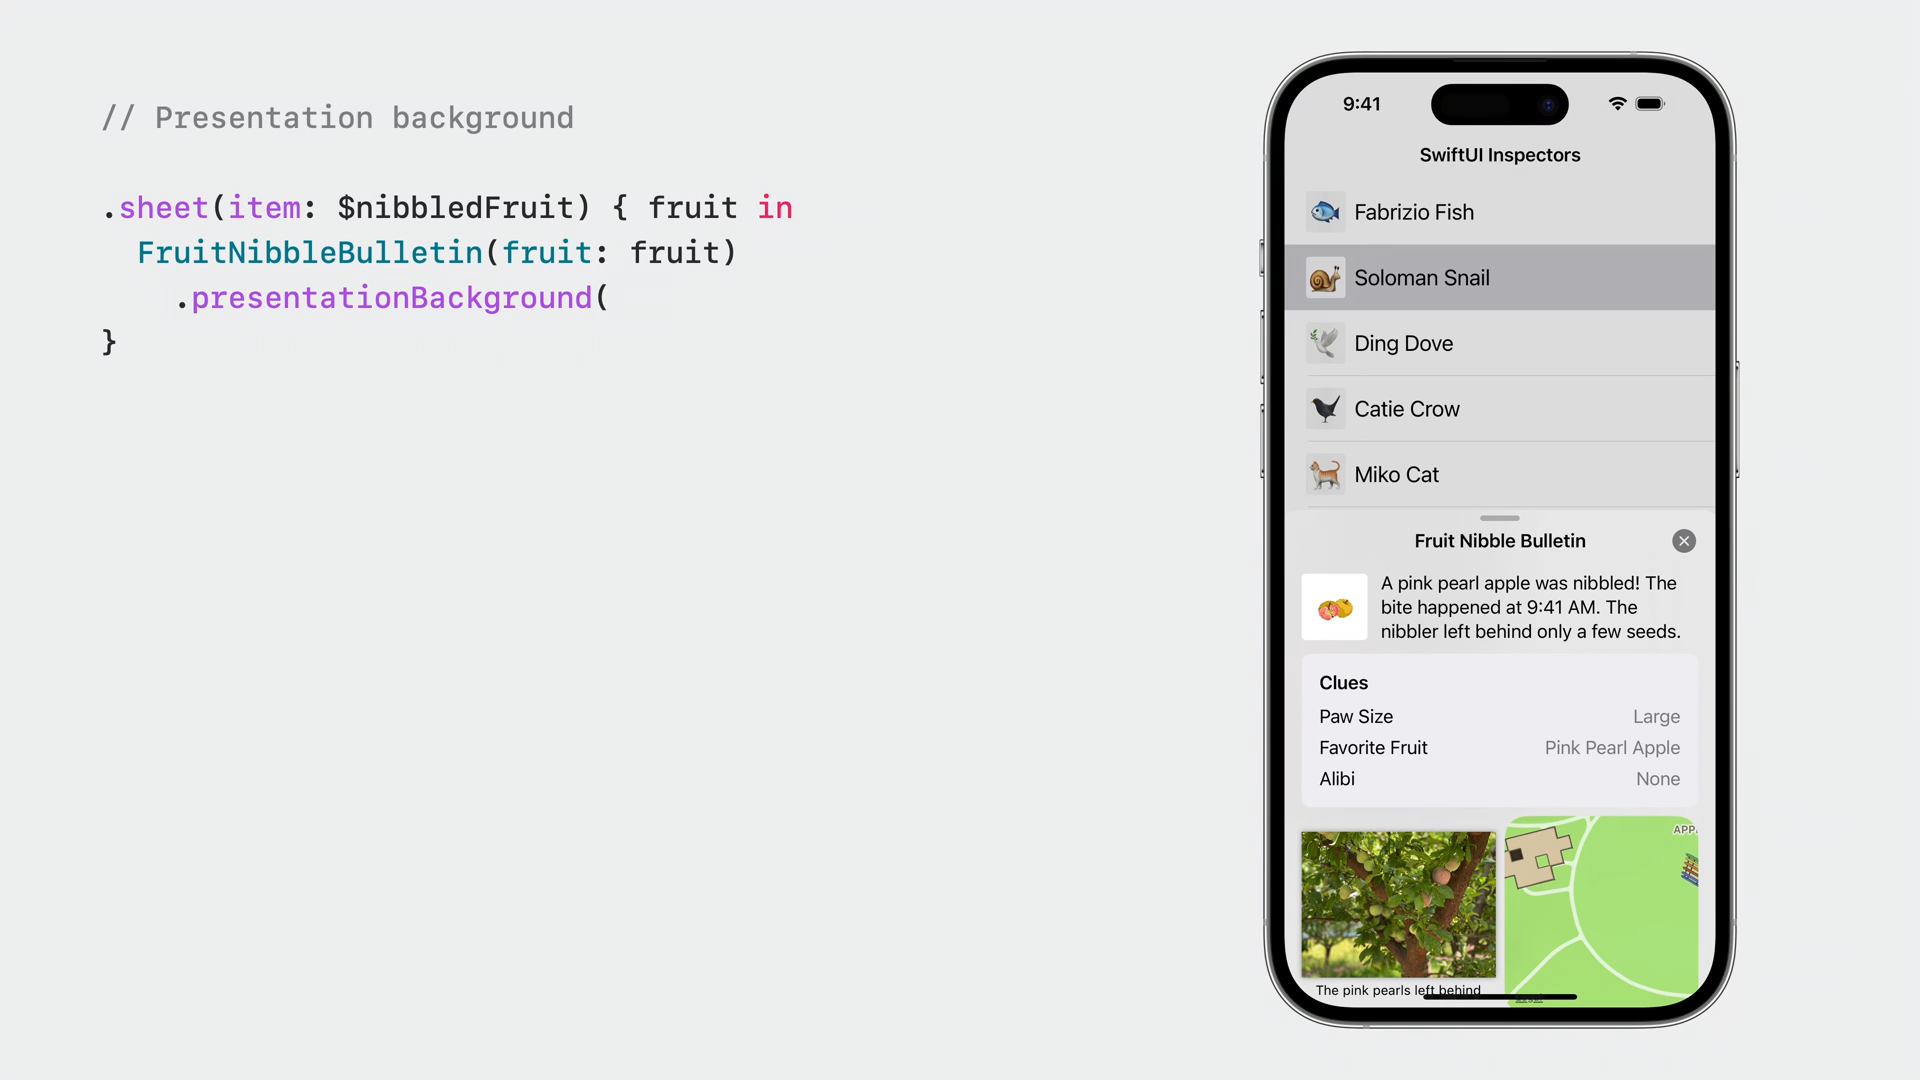 // Presentation background
.sheet(item: $nibbledFruit) { fruit in
FruitNibbleBulletin(fruit: fruit)
.presentationBackground(
}
9:41
SwiftUI Inspectors
Fabrizio Fish
Soloman Snail
Ding Dove
Catie Crow
Miko Cat
Fruit Nibble Bulletin
A pink pearl apple was nibbled! The
bite happened at 9:41 AM. The
nibbler left behind only a few seeds.
Clues
Paw Size Large
Favorite Fruit Pink Pearl Apple
Alibi None
APP
The pink pearls left behind